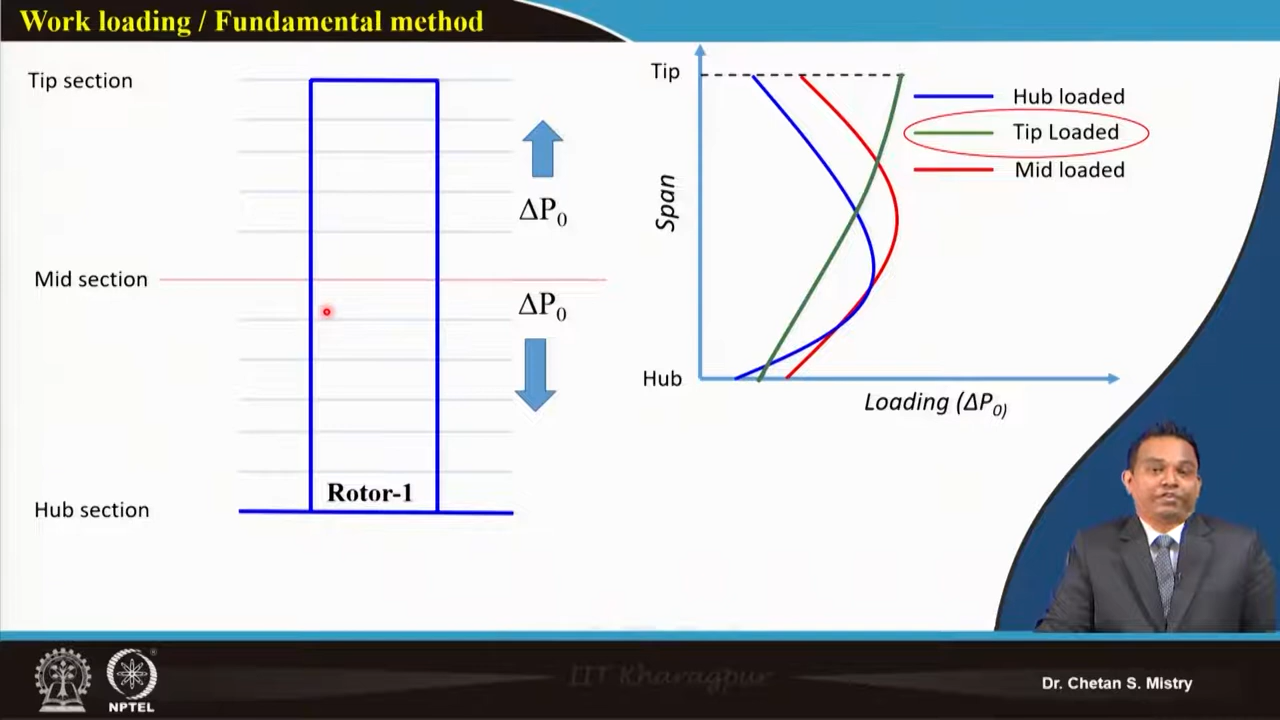 Work loading / Fundamental method
Tip section
ΔP₀
Mid section
ΔP₀
Rotor-1
Hub section
Tip
Span
Hub
Loading (ΔP₀)
Hub loaded
Tip Loaded
Mid loaded
IIT Kharagpur
NPTEL
Dr. Chetan S. Mistry